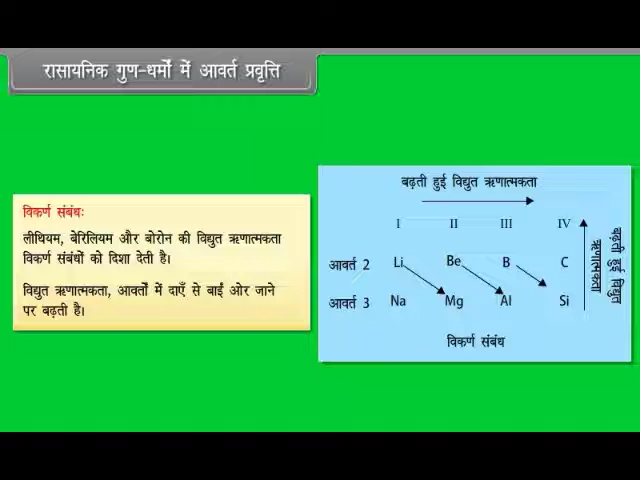 रासायनिक गुण-धर्मों में आवर्त प्रवृत्ति
विकर्ण संबंधः
लीथियम, बेरिलियम और बोरोन की विद्युत ऋणात्मकता
विकर्ण संबंधों को दिशा देती है।
विद्युत ऋणात्मकता, आवर्तों में दाएँ से बाईं ओर जाने
पर बढ़ती है।
बढ़ती हुई विद्युत ऋणात्मकता
I II III IV
आवर्त 2 Li Be B C
आवर्त 3 Na Mg Al Si
विकर्ण संबंध
बढ़ती हुई विद्युत
ऋणात्मकता